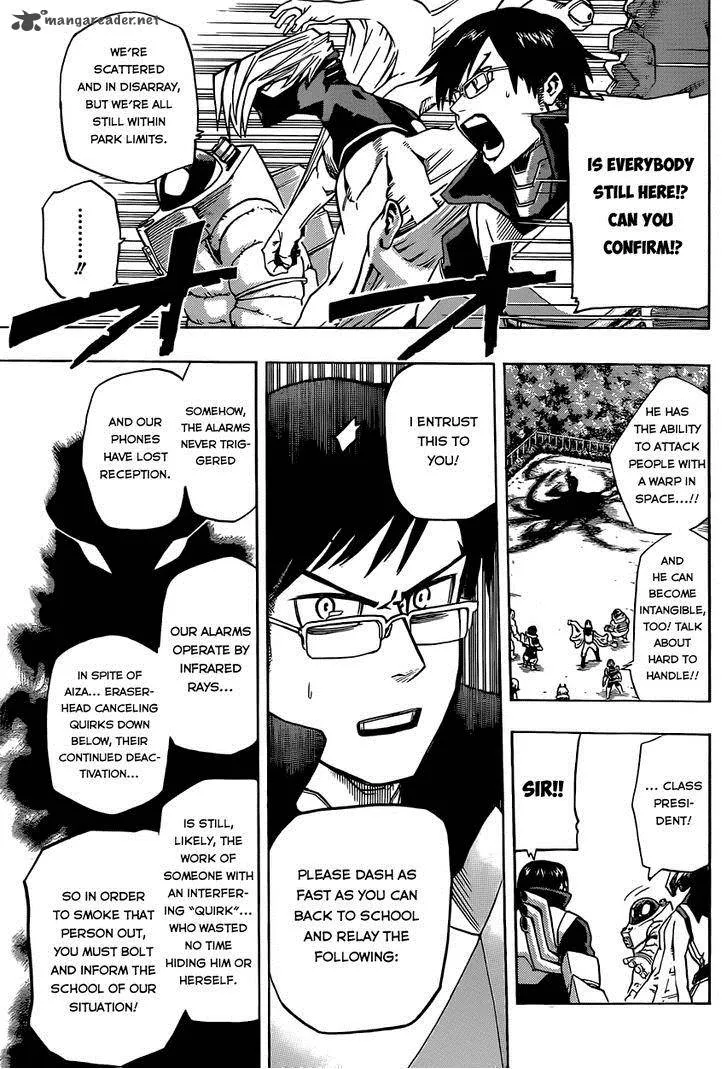 mangareader.net
IS EVERYBODY
STILL HERE!?
CAN YOU
CONFIRM!?
WE'RE
SCATTERED
AND IN DISARRAY,
BUT WE'RE ALL
STILL WITHIN
PARK LIMITS.
........!!
オオ
HE HAS
THE ABILITY
TO ATTACK
PEOPLE WITH
A WARP IN
SPACE...!!
AND
HE CAN
BECOME
INTANGIBLE,
TOO! TALK
ABOUT
HARD TO
HANDLE!!
... CLASS
PRESI-
DENT!
SIR!!
I ENTRUST
THIS TO
YOU!
PLEASE DASH AS
FAST AS YOU CAN
BACK TO SCHOOL
AND RELAY THE
FOLLOWING:
SOMEHOW,
THE ALARMS
NEVER TRIG-
GERED
AND OUR
PHONES
HAVE LOST
RECEPTION.
OUR ALARMS
OPERATE BY
INFRARED
RAYS...
IN SPITE OF
AIZA... ERASER-
HEAD CANCELING
QUIRKS DOWN
BELOW, THEIR
CONTINUED DEAC-
TIVATION...
IS STILL,
LIKELY, THE
WORK OF
SOMEONE WITH
AN INTERFER-
ING "QUIRK"...
WHO WASTED
NO TIME
HIDING HIM OR
HERSELF.
SO IN ORDER
TO SMOKE THAT
PERSON OUT,
YOU MUST BOLT
AND INFORM THE
SCHOOL OF OUR
SITUATION!